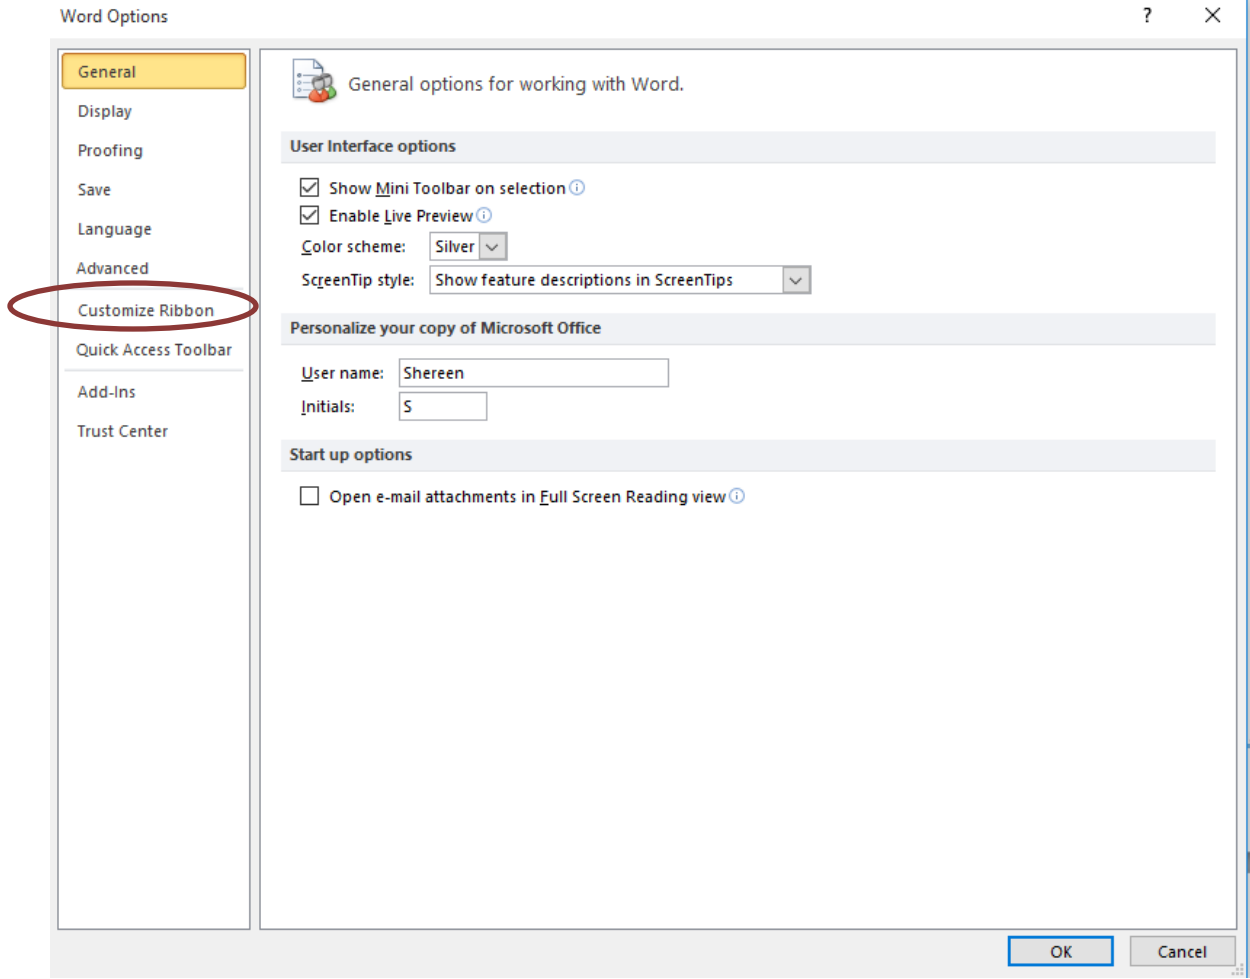 Word Options
?
General
Display
Proofing
Save
Language
Advanced
Customize Ribbon
Quick Access Toolbar
Add-Ins
Trust Center
General options for working with Word.
User Interface options
Show Mini Toolbar on selection
Enable Live Preview
Color scheme: Silver
ScreenTip style: Show feature descriptions in ScreenTips
Personalize your copy of Microsoft Office
User name: Shereen
Initials: S
Start up options
Open e-mail attachments in Full Screen Reading view
OK Cancel